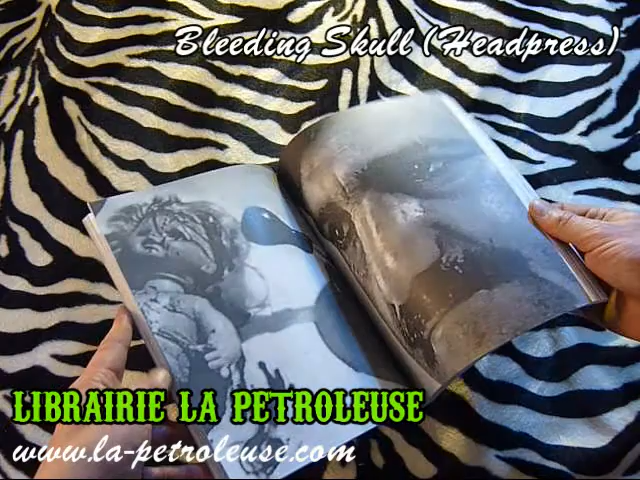 Bleeding Skull (Headpress)
LIBRAIRIE LA PETROLEUSE
www.la-petroleuse.com